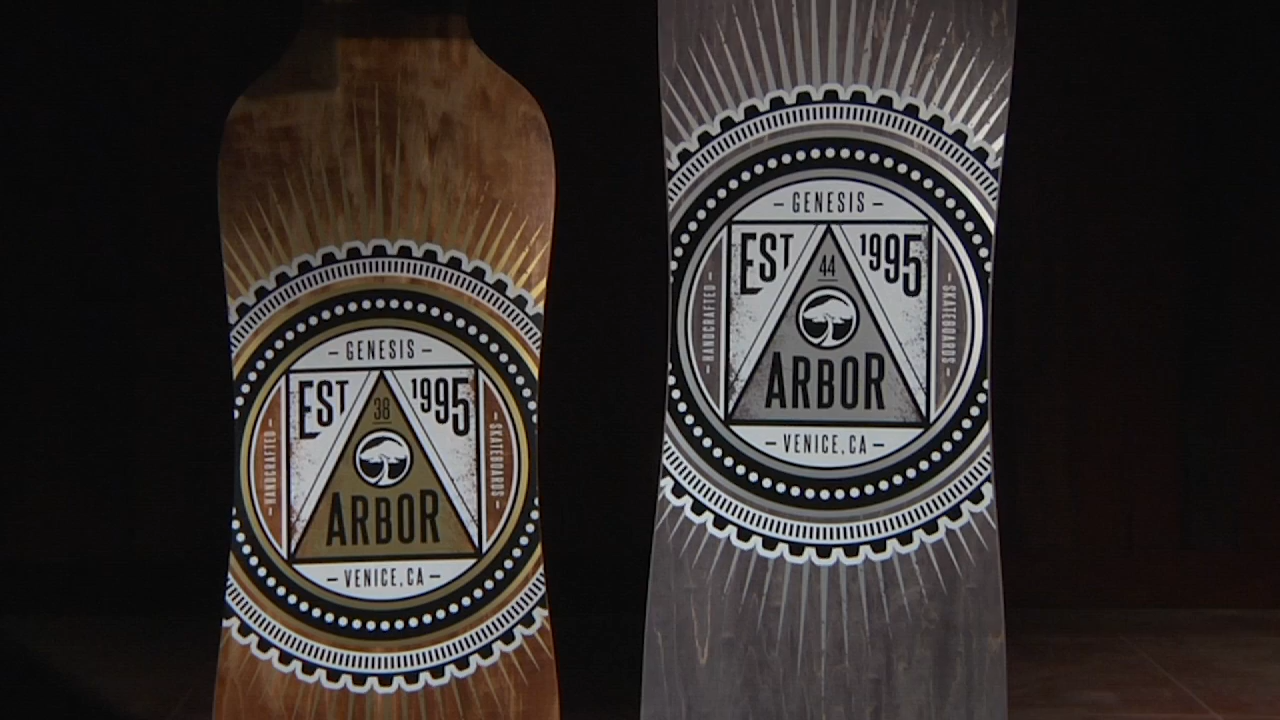 GENESIS
EST 1995
38
HANDCRAFTED
SKATEBOARDS
ARBOR
VENICE, CA
GENESIS
EST 1995
44
HANDCRAFTED
SKATEBOARDS
ARBOR
VENICE, CA